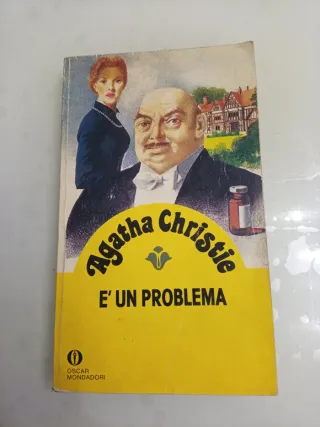 Agatha Christie
E' UN PROBLEMA
OSCAR
MONDADORI